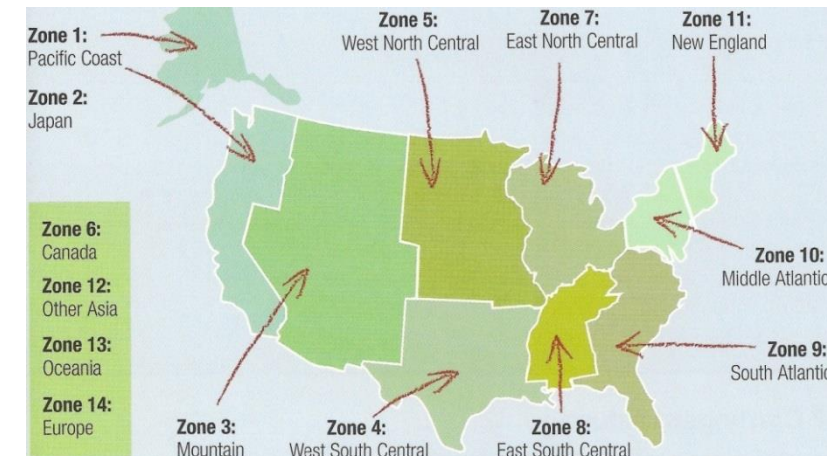 Zone 1:
Pacific Coast
Zone 2:
Japan
Zone 5:
West North Central
Zone 7:
East North Central
Zone 11:
New England
Zone 6:
Canada
Zone 12:
Other Asia
Zone 13:
Oceania
Zone 14:
Europe
Zone 10:
Middle Atlantic
Zone 9:
South Atlantic
Zone 3:
Mountain
Zone 4:
West South Central
Zone 8:
East South Central